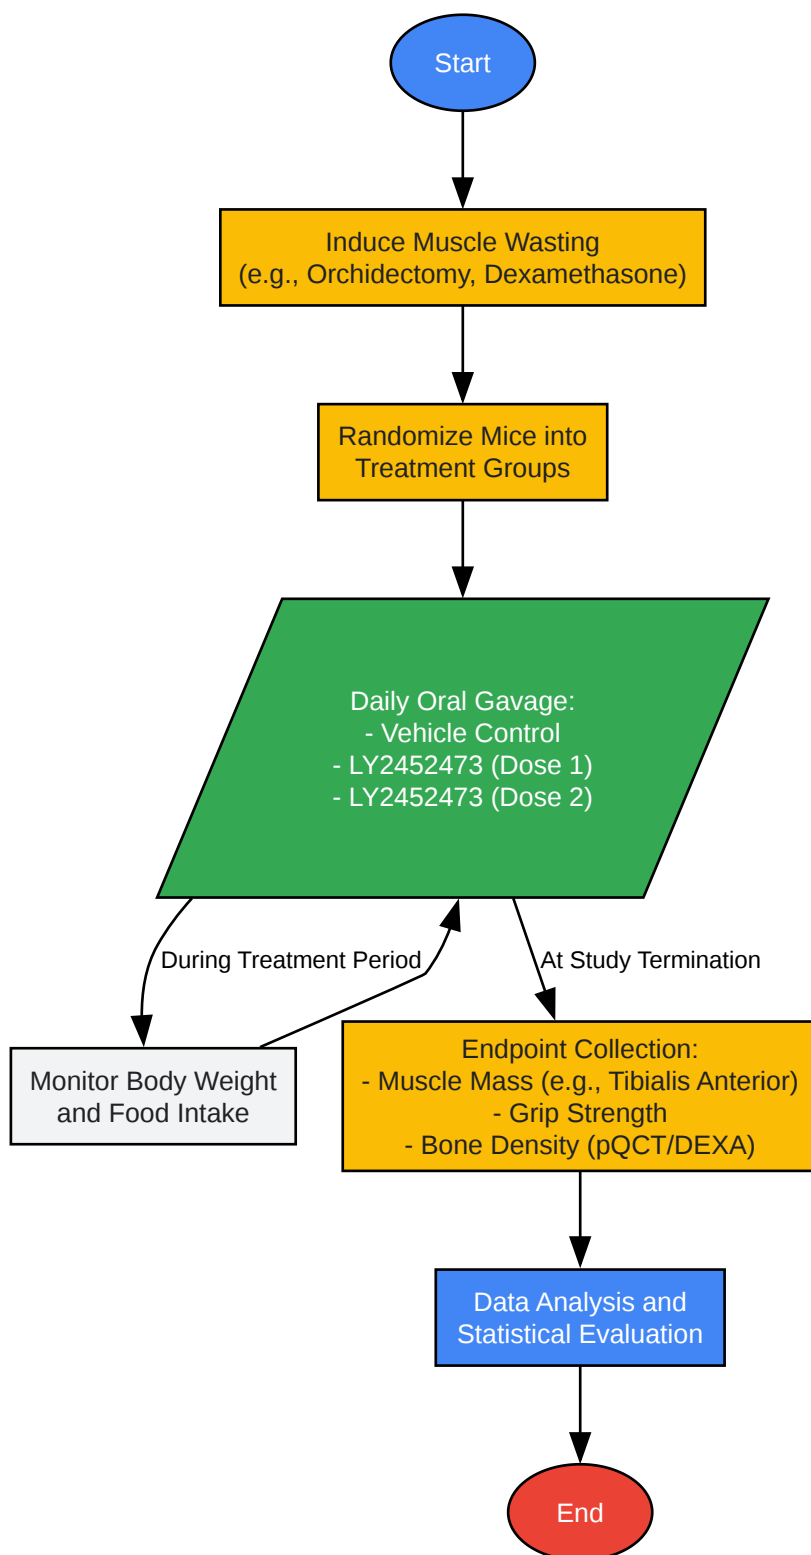 Start
Induce Muscle Wasting
(e.g., Orchidectomy, Dexamethasone)
Randomize Mice into
Treatment Groups
Daily Oral Gavage:
- Vehicle Control
- LY2452473 (Dose 1)
- LY2452473 (Dose 2)
During Treatment Period
At Study Termination
Monitor Body Weight
and Food Intake
Endpoint Collection:
- Muscle Mass (e.g., Tibialis Anterior)
- Grip Strength
- Bone Density (pQCT/DEXA)
Data Analysis and
Statistical Evaluation
End